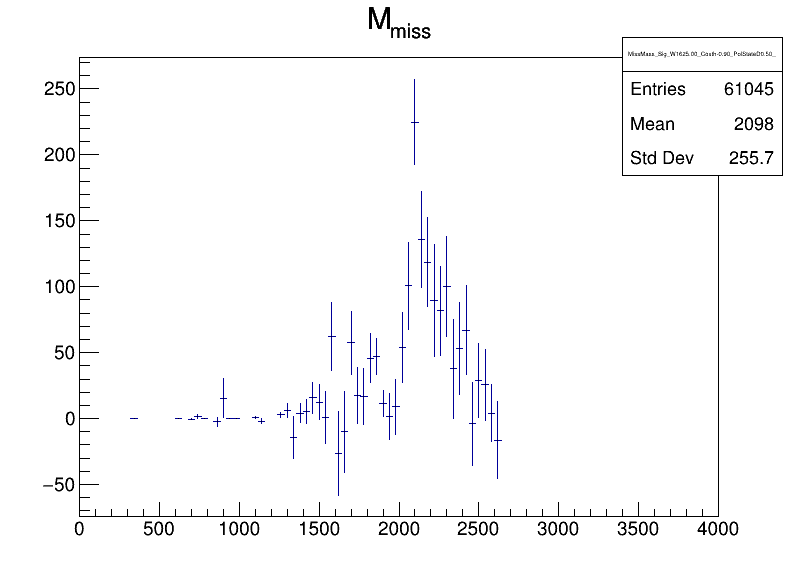 M_miss
MissMass_Sig_W1625.00_Costh-0.90_PolStateD0.50_
Entries 61045
Mean 2098
Std Dev 255.7
250
200
150
100
50
0
−50
0 500 1000 1500 2000 2500 3000 3500 4000